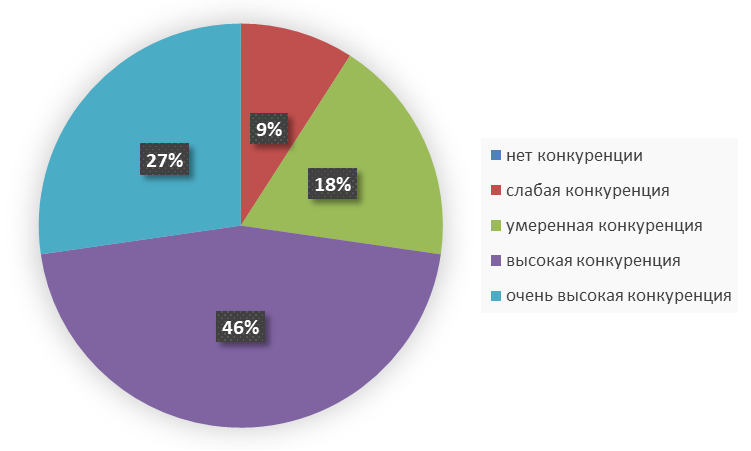 9%
18%
27%
46%
нет конкуренции
слабая конкуренция
умеренная конкуренция
высокая конкуренция
очень высокая конкуренция